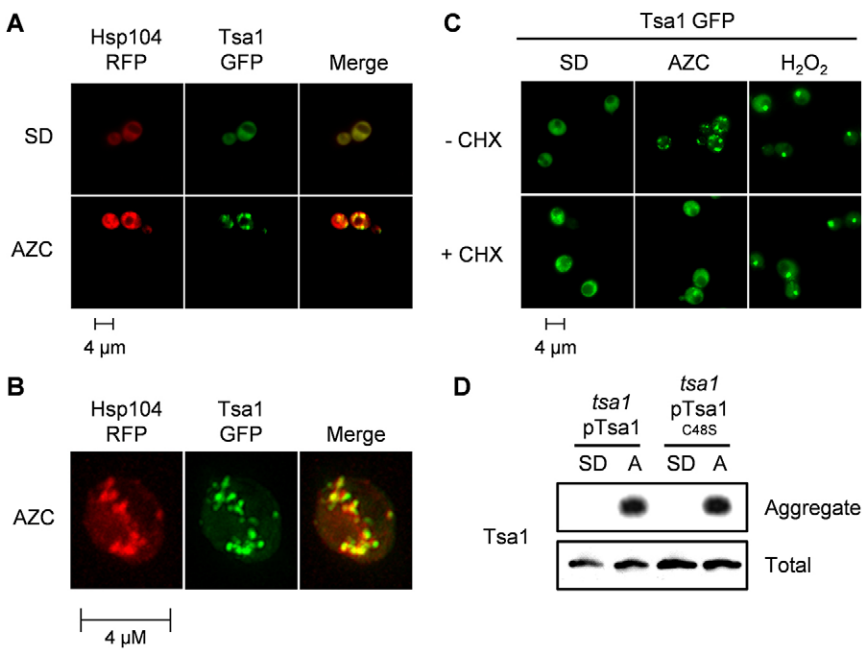 A
Hsp104 RFP
Tsa1 GFP
Merge
SD
AZC
4 µm
B
Hsp104 RFP
Tsa1 GFP
Merge
AZC
4 µM
C
Tsa1 GFP
SD
AZC
H₂O₂
- CHX
+ CHX
4 µm
D
tsa1 pTsa1
tsa1 pTsa1 C48S
SD A SD A
Tsa1
Aggregate
Total